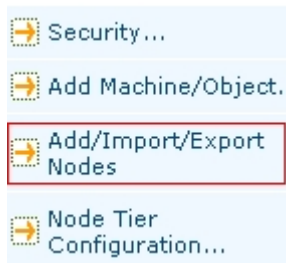 Security...
Add Machine/Object.
Add/Import/Export
Nodes
Node Tier
Configuration...